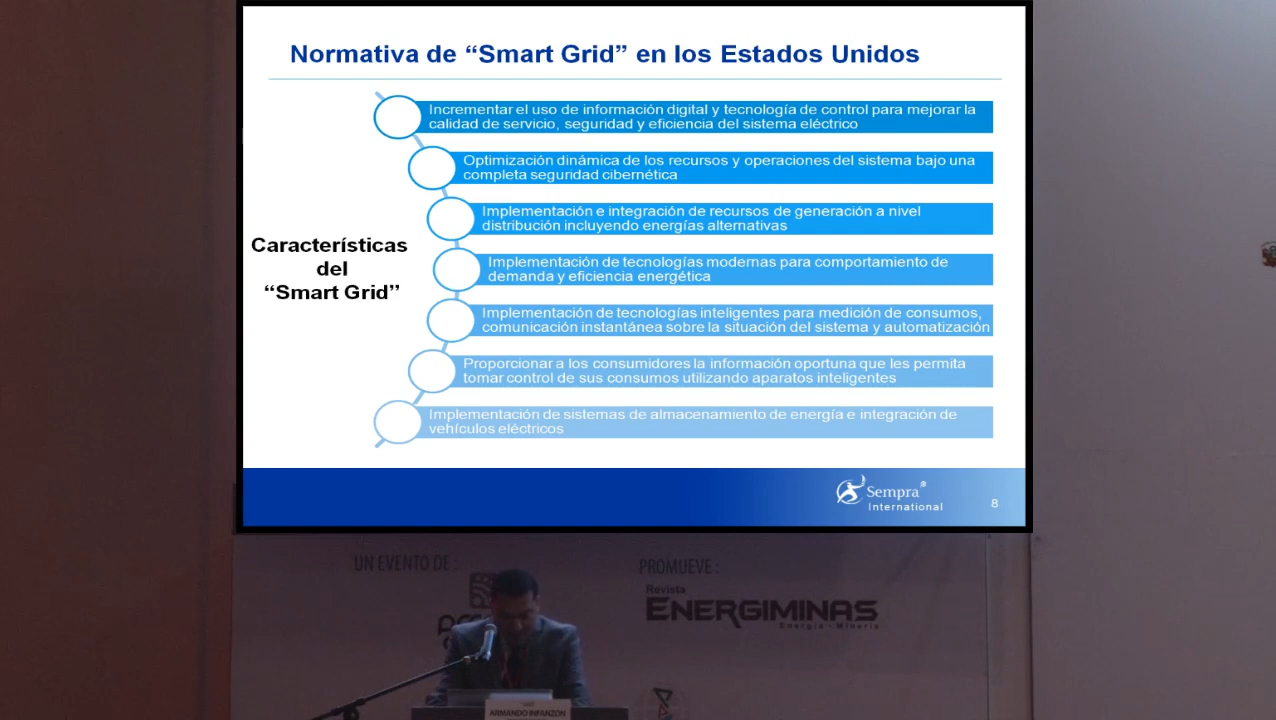 Normativa de “Smart Grid” en los Estados Unidos
Incrementar el uso de información digital y tecnología de control para mejorar la
calidad de servicio, seguridad y eficiencia del sistema eléctrico
Optimización dinámica de los recursos y operaciones del sistema bajo una
completa seguridad cibernética
Implementación e integración de recursos de generación a nivel
distribución incluyendo energías alternativas
Características
del
“Smart Grid”
Implementación de tecnologías modernas para comportamiento de
demanda y eficiencia energética
Implementación de tecnologías inteligentes para medición de consumos,
comunicación instantánea sobre la situación del sistema y automatización
Proporcionar a los consumidores la información oportuna que les permita
tomar control de sus consumos utilizando aparatos inteligentes
Implementación de sistemas de almacenamiento de energía e integración de
vehículos eléctricos
Sempra®
International
8
UN EVENTO DE :
PROMUEVE :
Revista
ENERGIMINAS
Energía - Minería
ARMANDO INFANZON